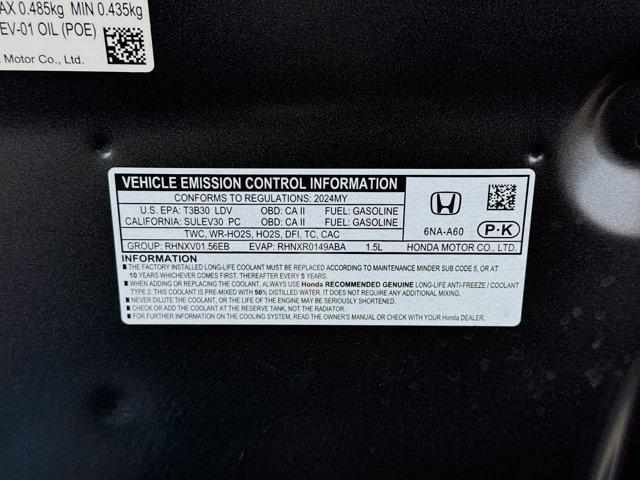 AX 0.485kg MIN 0.435kg
EV-01 OIL (POE)
Motor Co., Ltd.
VEHICLE EMISSION CONTROL INFORMATION
CONFORMS TO REGULATIONS: 2024MY
U.S. EPA: T3B30 LDV OBD: CA II FUEL: GASOLINE
CALIFORNIA: SULEV30 PC OBD: CA II FUEL: GASOLINE
TWC, WR-HO2S, HO2S, DFI, TC, CAC
GROUP: RHNXV01.56EB EVAP: RHNXR0149ABA 1.5L
6NA-A60
P-K
HONDA MOTOR CO., LTD.
INFORMATION
■ THE FACTORY INSTALLED LONG-LIFE COOLANT MUST BE REPLACED ACCORDING TO MAINTENANCE MINDER SUB CODE 5, OR AT
10 YEARS WHICHEVER COMES FIRST. THEREAFTER EVERY 5 YEARS.
■ WHEN ADDING OR REPLACING THE COOLANT, ALWAYS USE Honda RECOMMENDED GENUINE LONG-LIFE ANTI-FREEZE / COOLANT
TYPE 2. THIS COOLANT IS PRE-MIXED WITH 50% DISTILLED WATER. IT DOES NOT REQUIRE ANY ADDITIONAL MIXING.
■ NEVER DILUTE THE COOLANT, OR THE LIFE OF THE ENGINE MAY BE SERIOUSLY SHORTENED.
■ CHECK OR ADD THE COOLANT AT THE RESERVE TANK, NOT THE RADIATOR.
■ FOR FURTHER INFORMATION ON THE COOLING SYSTEM, READ THE OWNER'S MANUAL OR CHECK WITH YOUR Honda DEALER.